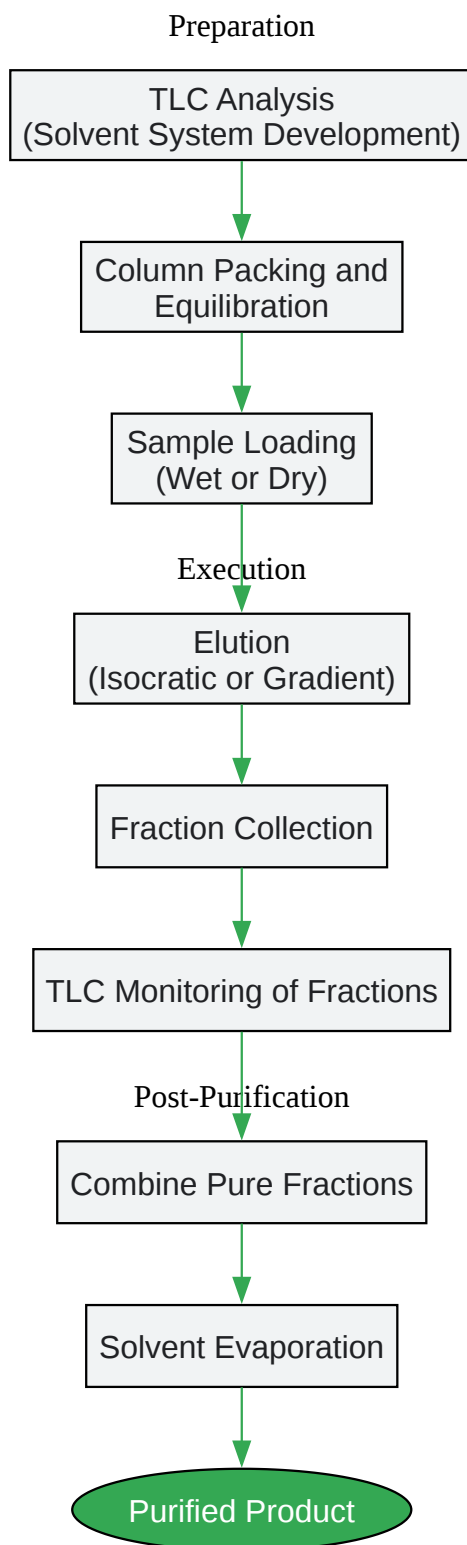 Preparation
TLC Analysis
(Solvent System Development)
Column Packing and
Equilibration
Sample Loading
(Wet or Dry)
Execution
Elution
(Isocratic or Gradient)
Fraction Collection
TLC Monitoring of Fractions
Post-Purification
Combine Pure Fractions
Solvent Evaporation
Purified Product